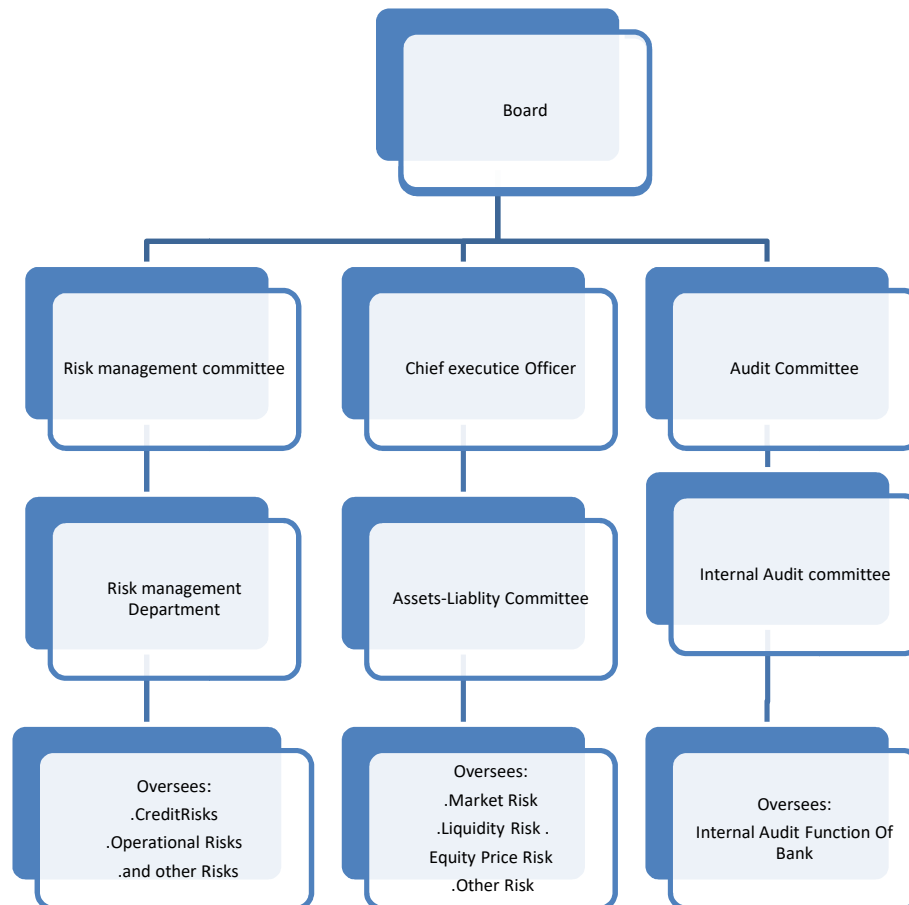 Board
Risk management committee
Chief executice Officer
Audit Committee
Risk management
Department
Assets-Liablity Committee
Internal Audit committee
Oversees:
.CreditRisks
.Operational Risks
.and other Risks
Oversees:
.Market Risk
.Liquidity Risk .
Equity Price Risk
.Other Risk
Oversees:
Internal Audit Function Of
Bank